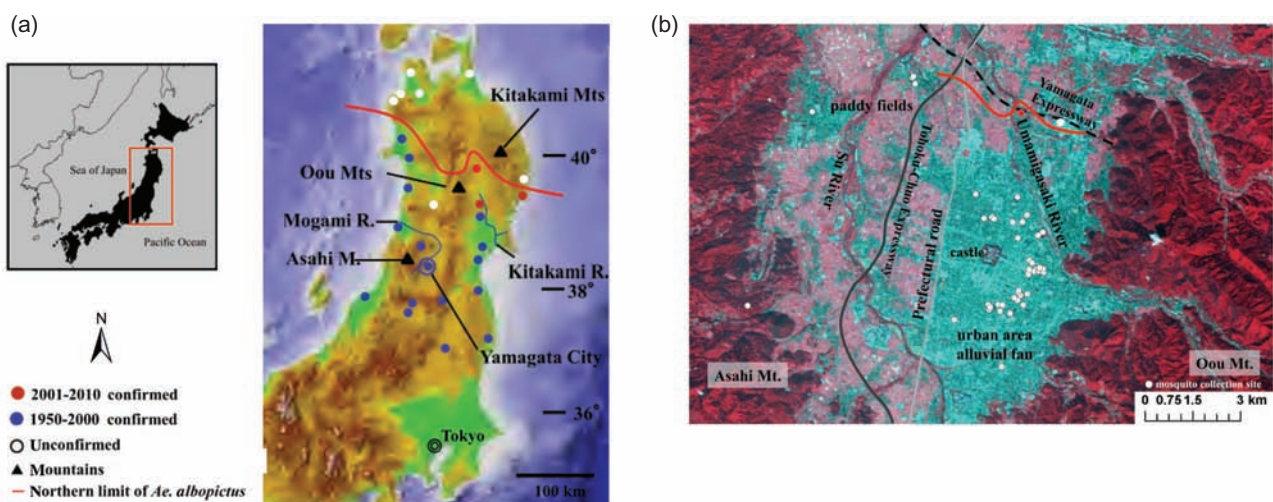 (a)
Sea of Japan
Pacific Ocean
N
2001-2010 confirmed
1950-2000 confirmed
Unconfirmed
Mountains
Northern limit of Ae. albopictus
Kitakami Mts
40°
Oou Mts
Mogami R.
Asahi M.
Kitakami R.
38°
Yamagata City
36°
Tokyo
100 km
(b)
paddy fields
Yamagata
Expressway
Su River
Tohoku-Chuo Expressway
Prefectural road
Umamigasaki River
castle
urban area
alluvial fan
Asahi Mt.
Oou Mt.
mosquito collection site
0 0.75 1.5 3 km